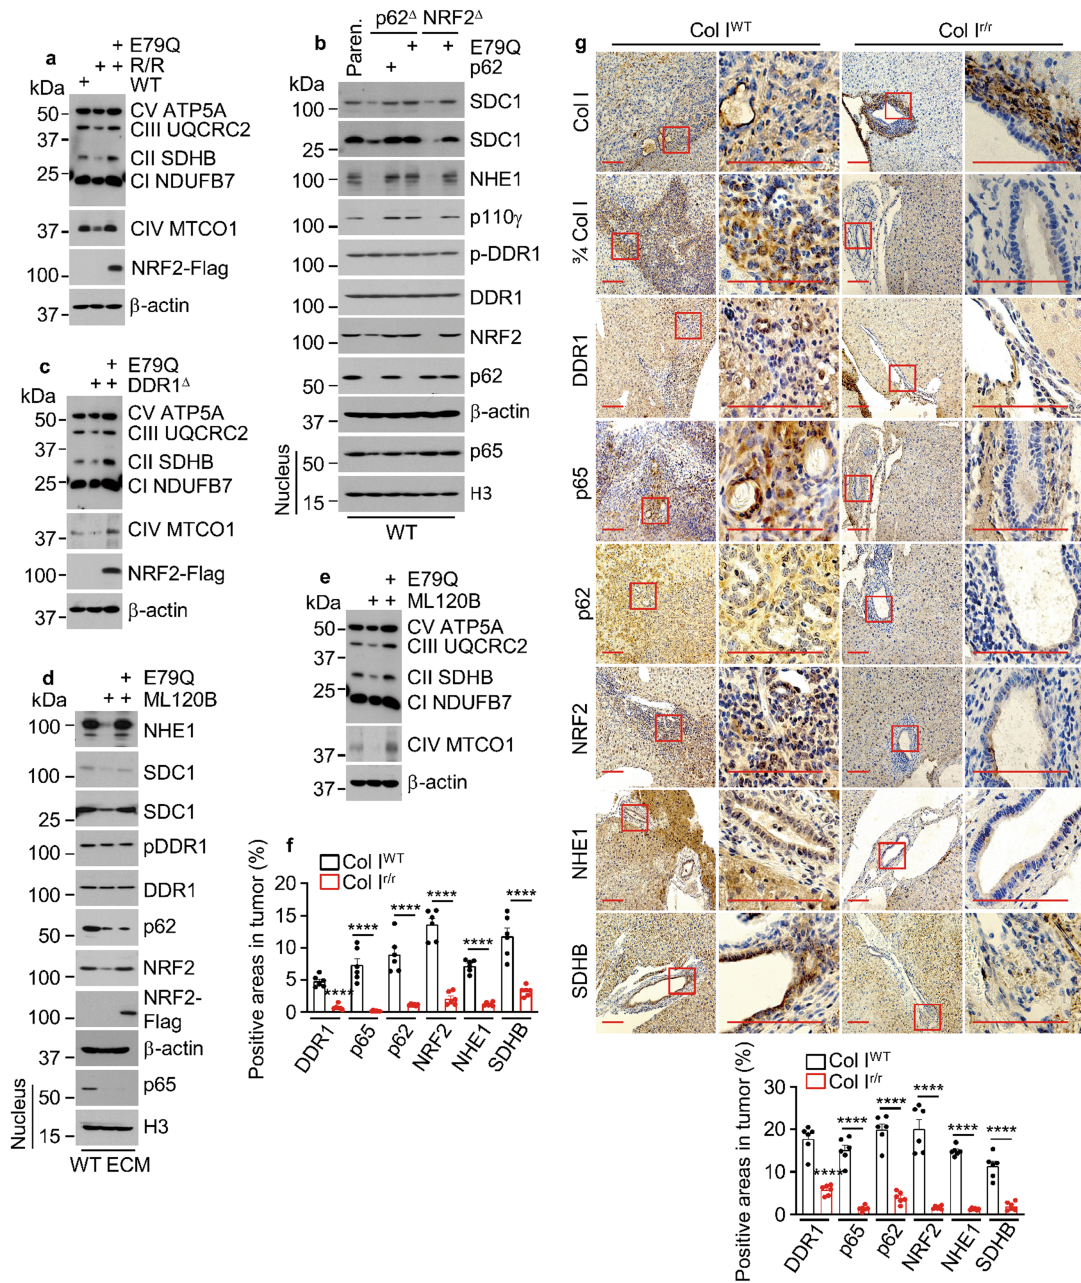 a
E79Q
+
R/R
+ +
WT
+
kDa
50
37
25
37
100
37
CV ATP5A
CIII UQCRC2
CII SDHB
CI NDUFB7
CIV MTCO1
NRF2-Flag
β-actin
b
p62Δ NRF2Δ
Paren.
+ + E79Q
+ p62
kDa
100 SDC1
25 SDC1
100 NHE1
100 p110γ
100 p-DDR1
100 DDR1
100 NRF2
50 p62
37 β-actin
50 p65
15 H3
Nucleus
WT
c
+ E79Q
+ + DDR1Δ
kDa
50
37
25
37
100
37
CV ATP5A
CIII UQCRC2
CII SDHB
CI NDUFB7
CIV MTCO1
NRF2-Flag
β-actin
d
+ E79Q
+ + ML120B
kDa
100 NHE1
100 SDC1
25 SDC1
100 pDDR1
100 DDR1
50 p62
100 NRF2
100 NRF2-
Flag
37 β-actin
50 p65
15 H3
Nucleus
WT ECM
e
+ E79Q
+ + ML120B
kDa
50
37
25
37
37
CV ATP5A
CIII UQCRC2
CII SDHB
CI NDUFB7
CIV MTCO1
β-actin
f
Col IWT
Col Ir/r
Positive areas in tumor (%)
20
15
10
5
0
****
****
****
****
****
****
DDR1
p65
p62
NRF2
NHE1
SDHB
g
Col IWT
Col Ir/r
Col I
¾ Col I
DDR1
p65
p62
NRF2
NHE1
SDHB
Col IWT
Col Ir/r
Positive areas in tumor (%)
30
20
10
0
****
****
****
****
****
****
DDR1
p65
p62
NRF2
NHE1
SDHB